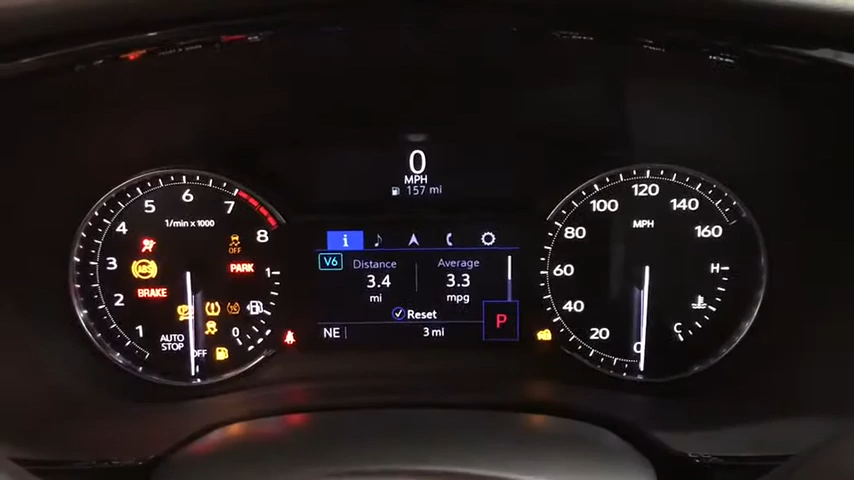 0
MPH
157 mi
i
V6
Distance
Average
3.4
3.3
mi
mpg
Reset
NE
3 mi
P
1
2
3
4
5
6
7
8
1/min x1000
OFF
ABS
PARK
BRAKE
AUTO
STOP
OFF
0
1
0
20
40
60
80
100
120
140
160
MPH
H
C